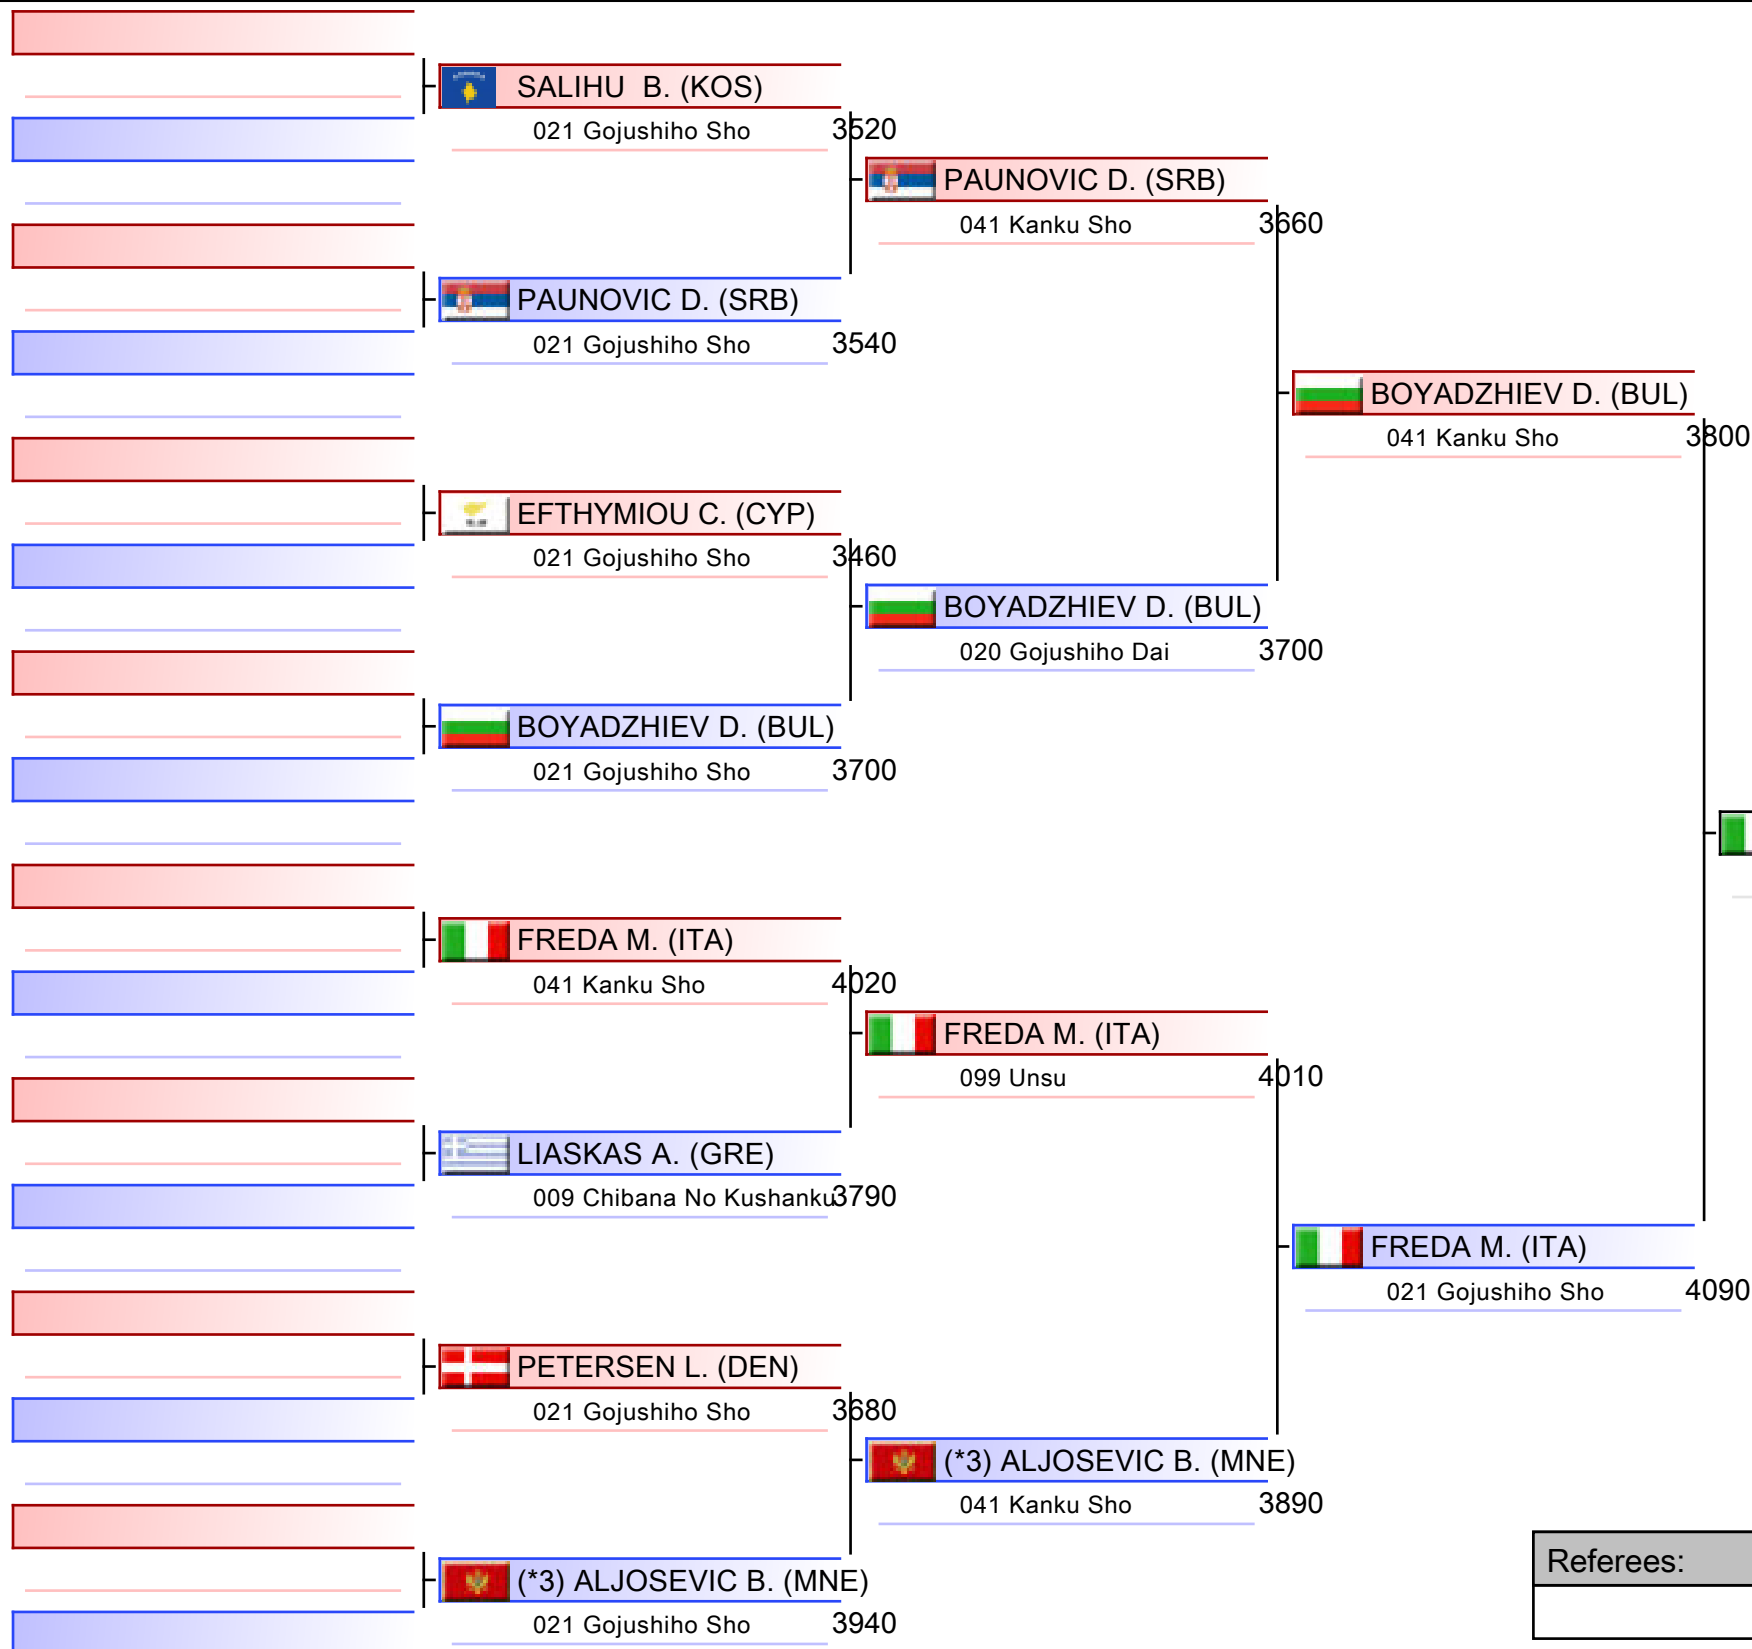 SALIHU  B. (KOS)
021 Gojushiho Sho 3520
PAUNOVIC D. (SRB)
021 Gojushiho Sho 3540
EFTHYMIOU C. (CYP)
021 Gojushiho Sho 3460
BOYADZHIEV D. (BUL)
021 Gojushiho Sho 3700
FREDA M. (ITA)
041 Kanku Sho 4020
LIASKAS A. (GRE)
009 Chibana No Kushanku 3790
PETERSEN L. (DEN)
021 Gojushiho Sho 3680
(*3) ALJOSEVIC B. (MNE)
021 Gojushiho Sho 3940
PAUNOVIC D. (SRB)
041 Kanku Sho 3660
BOYADZHIEV D. (BUL)
020 Gojushiho Dai 3700
FREDA M. (ITA)
099 Unsu 4010
(*3) ALJOSEVIC B. (MNE)
041 Kanku Sho 3890
BOYADZHIEV D. (BUL)
041 Kanku Sho 3800
FREDA M. (ITA)
021 Gojushiho Sho 4090
Referees: